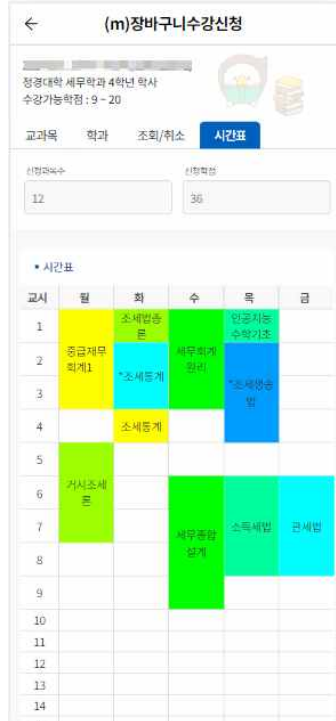 (m)장바구니수강신청
정경대학 세무학과 4학년 학사
수강가능학점 : 9 ~ 20
교과목 학과 조회/취소 시간표
신청과목수 신청학점
12 36
• 시간표
교시 월 화 수 목 금
1 조세법총론 인공지능수학기초
2 중급재무회계1 *조세통계 세무회계원리
3 *조세쟁송법
4 조세통계
5
6 거시조세론
7 세무종합설계 소득세법 관세법
8
9
10
11
12
13
14